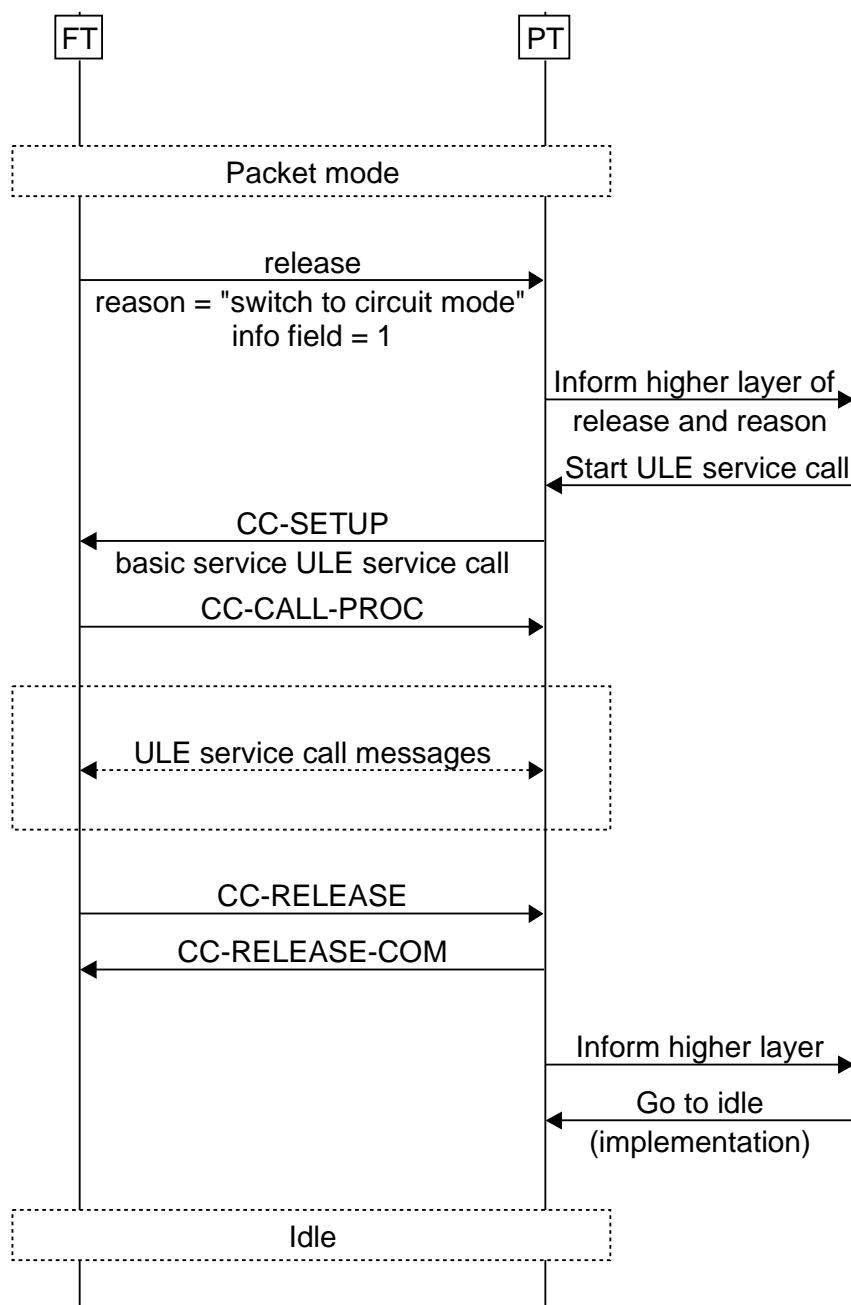 FT
PT
Packet mode
release
reason = "switch to circuit mode"
info field = 1
Inform higher layer of
release and reason
Start ULE service call
CC-SETUP
basic service ULE service call
CC-CALL-PROC
ULE service call messages
CC-RELEASE
CC-RELEASE-COM
Inform higher layer
Go to idle
(implementation)
Idle